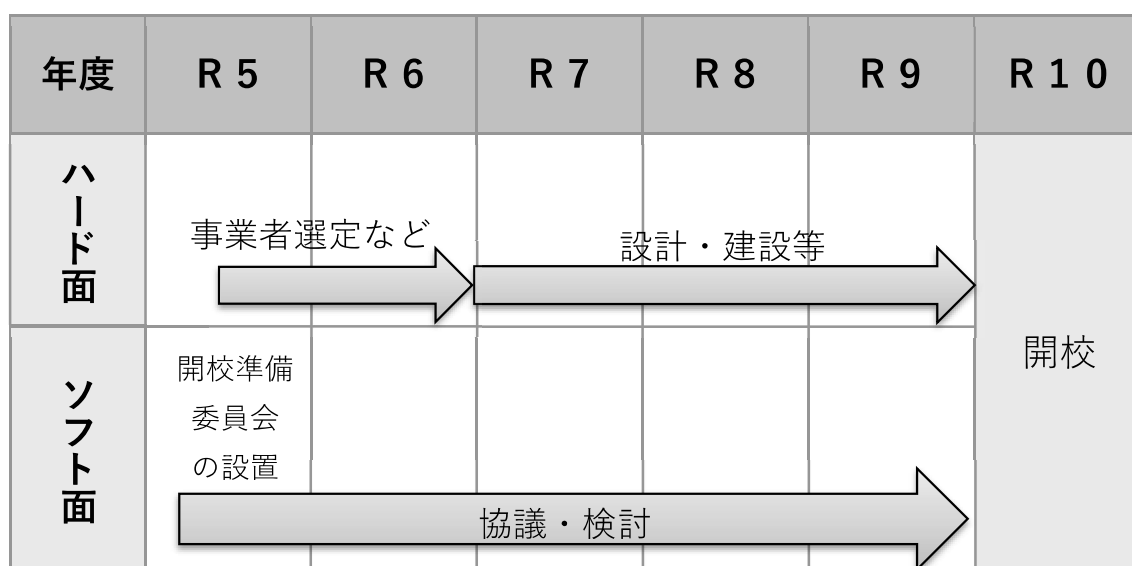 年度 Ｒ５ Ｒ６ Ｒ７ Ｒ８ Ｒ９ Ｒ１０
ハード面
事業者選定など
設計・建設等
開校
ソフト面
開校準備
委員会
の設置
協議・検討